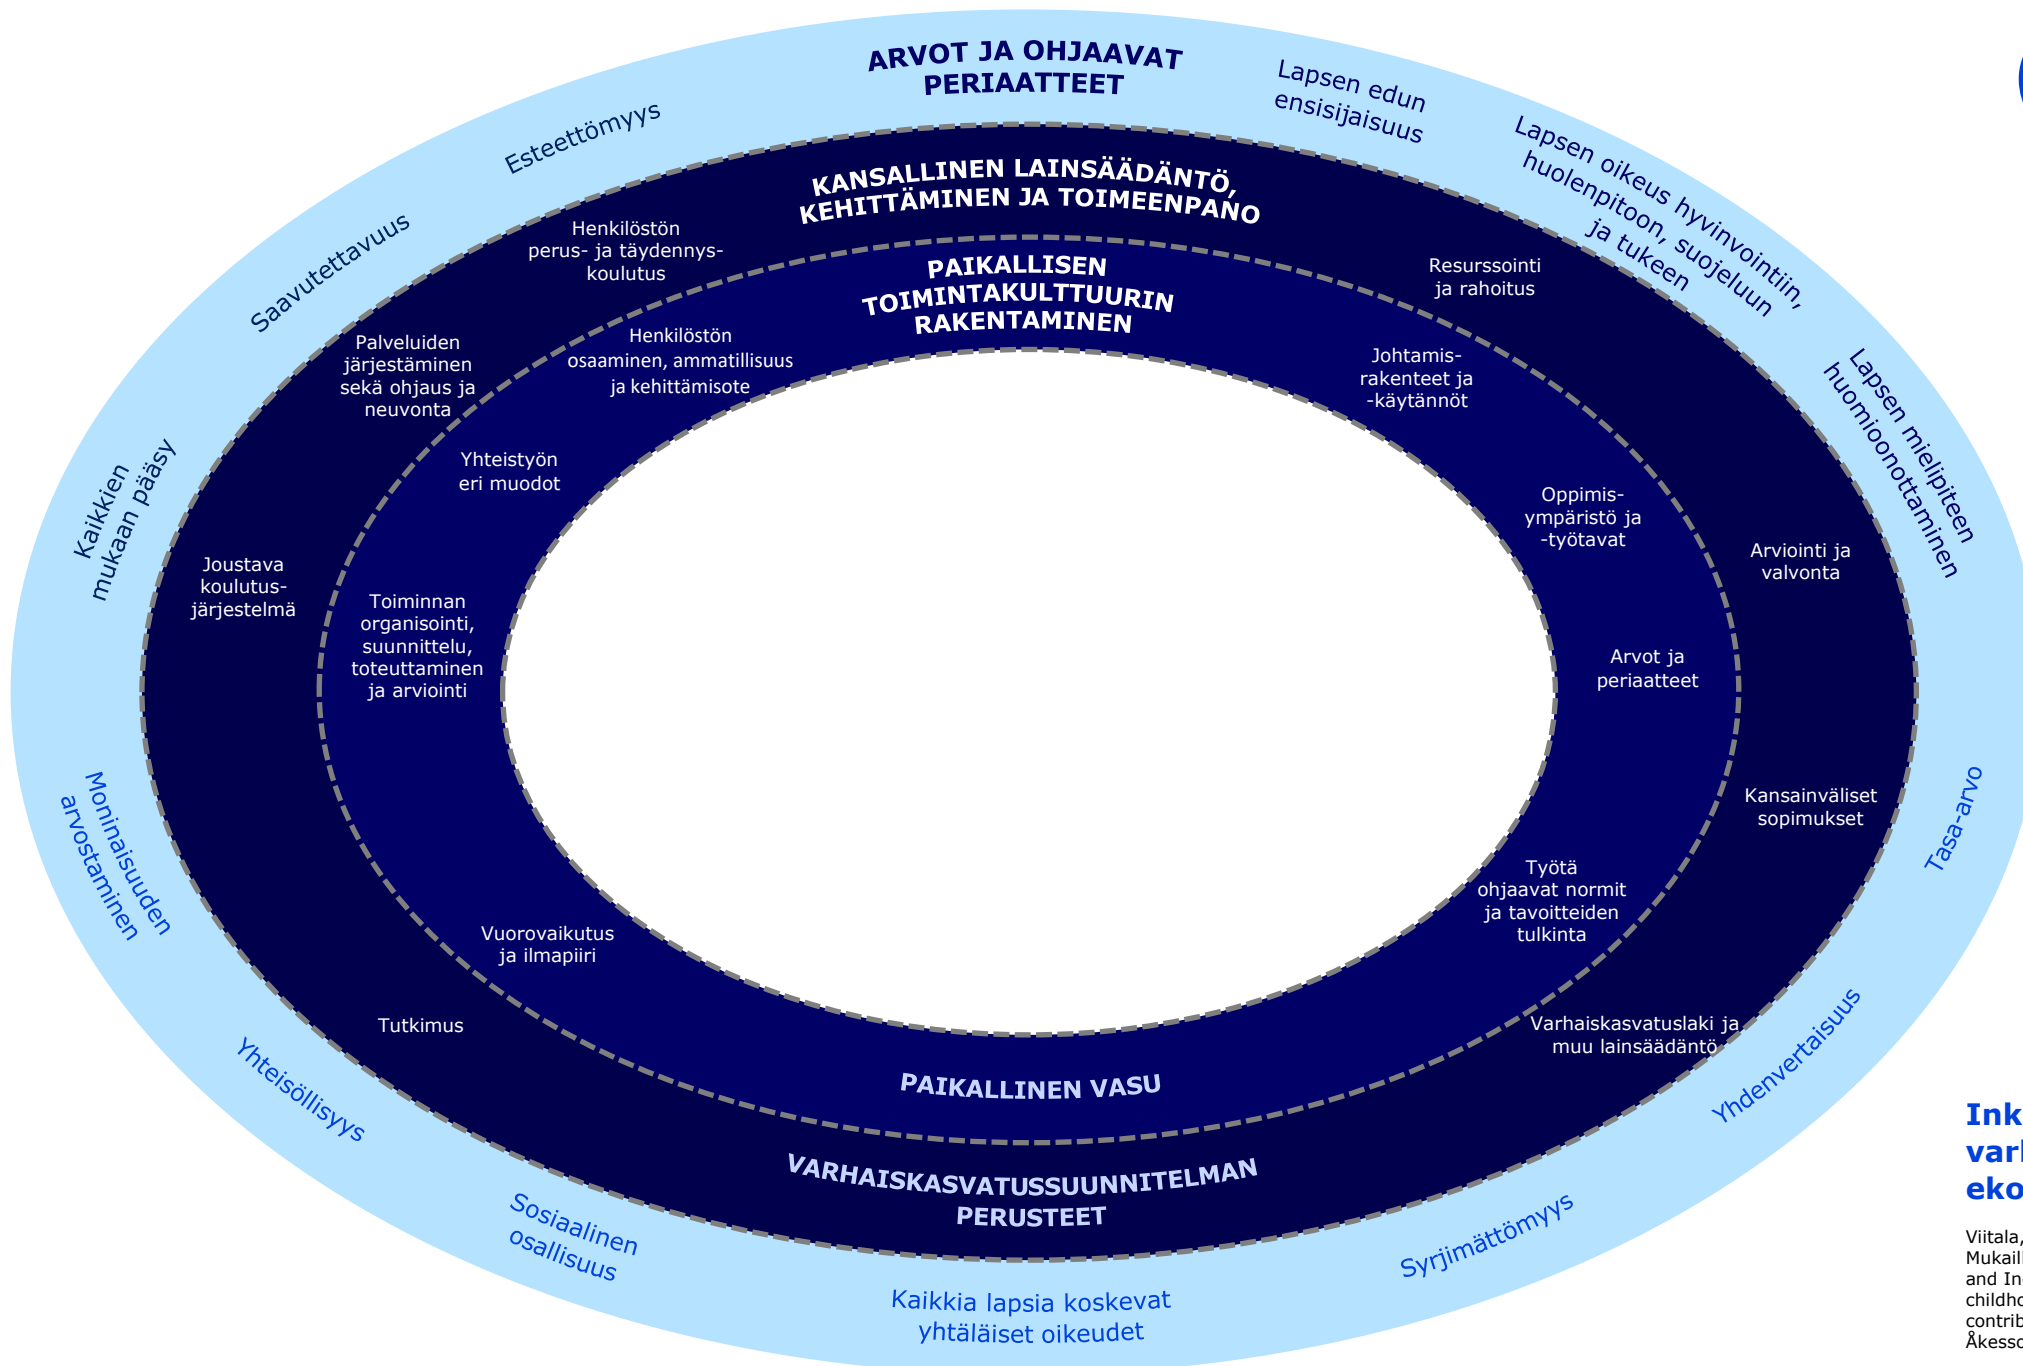 ARVOT JA OHJAAVAT
PERIAATTEET
Lapsen edun
ensisijaisuus
Lapsen oikeus hyvinvointiin,
huolenpitoon, suojeluun
ja tukeen
Lapsen mielipiteen
huomioonottaminen
Tasa-arvo
Yhdenvertaisuus
Syrjimättömyys
Kaikkia lapsia koskevat
yhtäläiset oikeudet
Sosiaalinen
osallisuus
Yhteisöllisyys
Moninaisuuden
arvostaminen
Kaikkien
mukaan pääsy
Saavutettavuus
Esteettömyys
KANSALLINEN LAINSÄÄDÄNTÖ,
KEHITTÄMINEN JA TOIMEENPANO
Resurssointi
ja rahoitus
Arviointi ja
valvonta
Kansainväliset
sopimukset
Varhaiskasvatuslaki ja
muu lainsäädäntö
VARHAISKASVATUSSUUNNITELMAN
PERUSTEET
Tutkimus
Joustava
koulutus-
järjestelmä
Palveluiden
järjestäminen
sekä ohjaus ja
neuvonta
Henkilöstön
perus- ja täydennys-
koulutus
PAIKALLISEN
TOIMINTAKULTTUURIN
RAKENTAMINEN
Johtamis-
rakenteet ja
-käytännöt
Oppimis-
ympäristö ja
-työtavat
Arvot ja
periaatteet
Työtä
ohjaavat normit
ja tavoitteiden
tulkinta
PAIKALLINEN VASU
Vuorovaikutus
ja ilmapiiri
Toiminnan
organisointi,
suunnittelu,
toteuttaminen
ja arviointi
Yhteistyön
eri muodot
Henkilöstön
osaaminen, ammatillisuus
ja kehittämisote
Viitala,
and